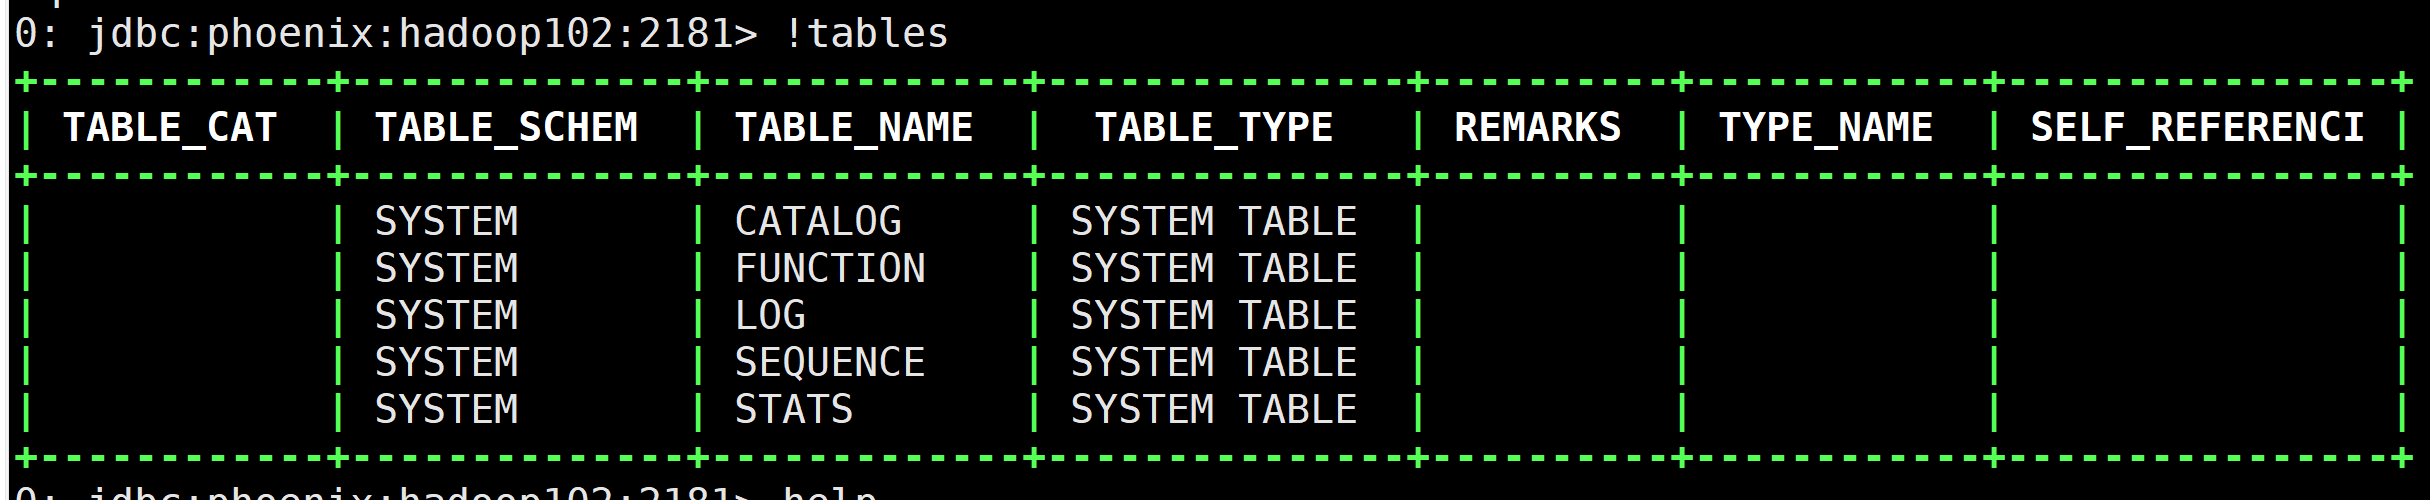 0: jdbc:phoenix:hadoop102:2181> !tables
+------------+--------------+-------------+---------------+----------+------------+----------------+
| TABLE_CAT  | TABLE_SCHEM  | TABLE_NAME  |  TABLE_TYPE   | REMARKS  | TYPE_NAME  | SELF_REFERENCI |
+------------+--------------+-------------+---------------+----------+------------+----------------+
|            | SYSTEM       | CATALOG     | SYSTEM TABLE  |          |            |                |
|            | SYSTEM       | FUNCTION    | SYSTEM TABLE  |          |            |                |
|            | SYSTEM       | LOG         | SYSTEM TABLE  |          |            |                |
|            | SYSTEM       | SEQUENCE    | SYSTEM TABLE  |          |            |                |
|            | SYSTEM       | STATS       | SYSTEM TABLE  |          |            |                |
+------------+--------------+-------------+---------------+----------+------------+----------------+
0: jdbc:phoenix:hadoop102:2181> help